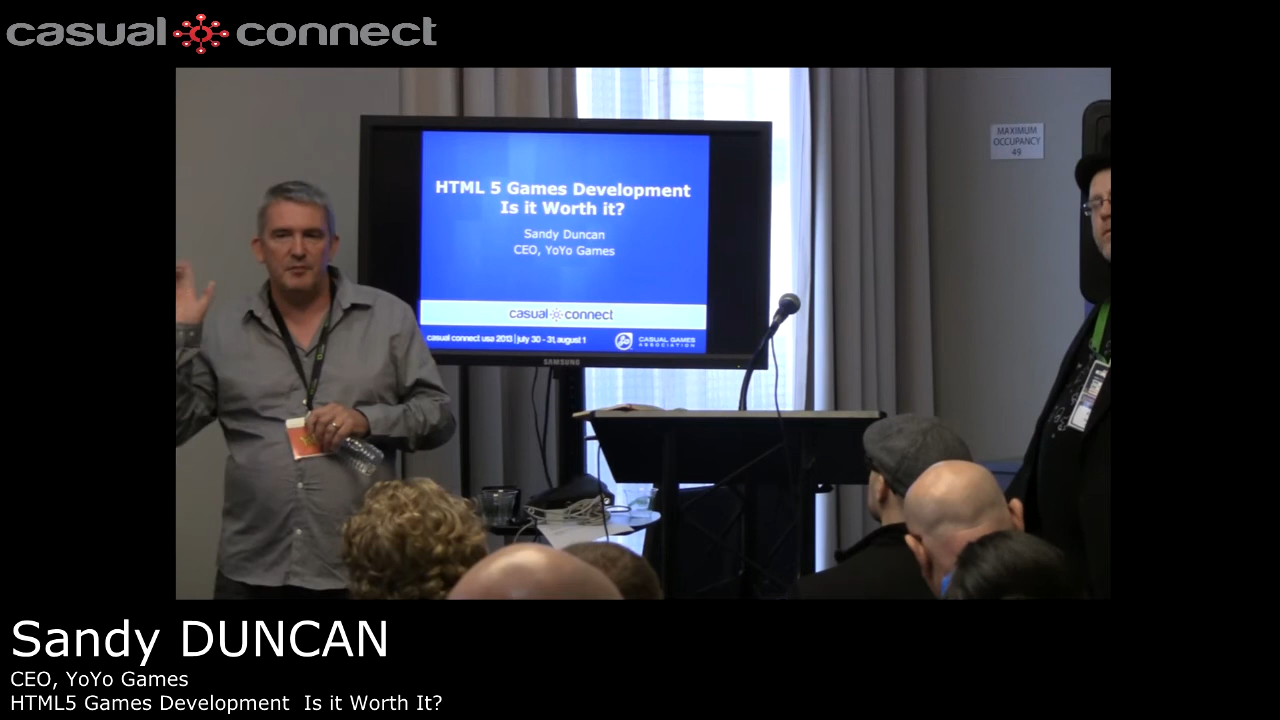 casual connect
MAXIMUM
OCCUPANCY
49
HTML 5 Games Development
Is it Worth it?
Sandy Duncan
CEO, YoYo Games
casual connect
casual connect usa 2013 | july 30 - 31, august 1
CASUAL GAMES
ASSOCIATION
SAMSUNG
Sandy DUNCAN
CEO, YoYo Games
HTML5 Games Development  Is it Worth It?